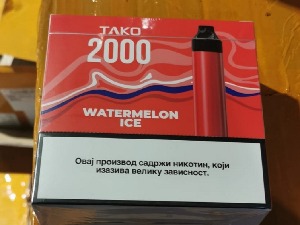 TAKO
2000
WATERMELON
ICE
Овај производ садржи никотин, који
изазива велику зависност.